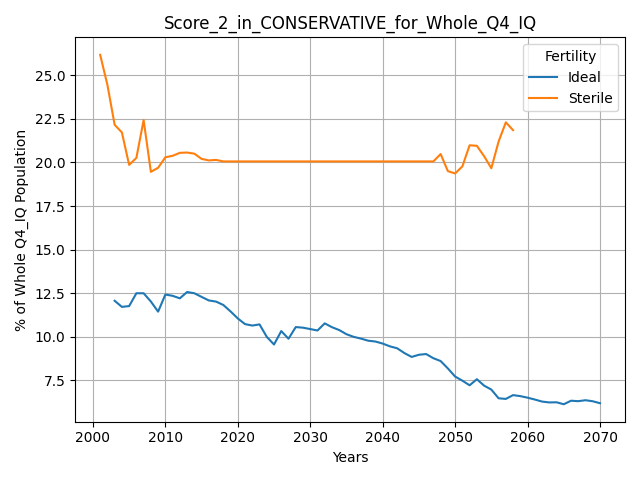 Score_2_in_CONSERVATIVE_for_Whole_Q4_IQ
% of Whole Q4_IQ Population
25.0
22.5
20.0
17.5
15.0
12.5
10.0
7.5
Fertility
Ideal
Sterile
2000 2010 2020 2030 2040 2050 2060 2070
Years